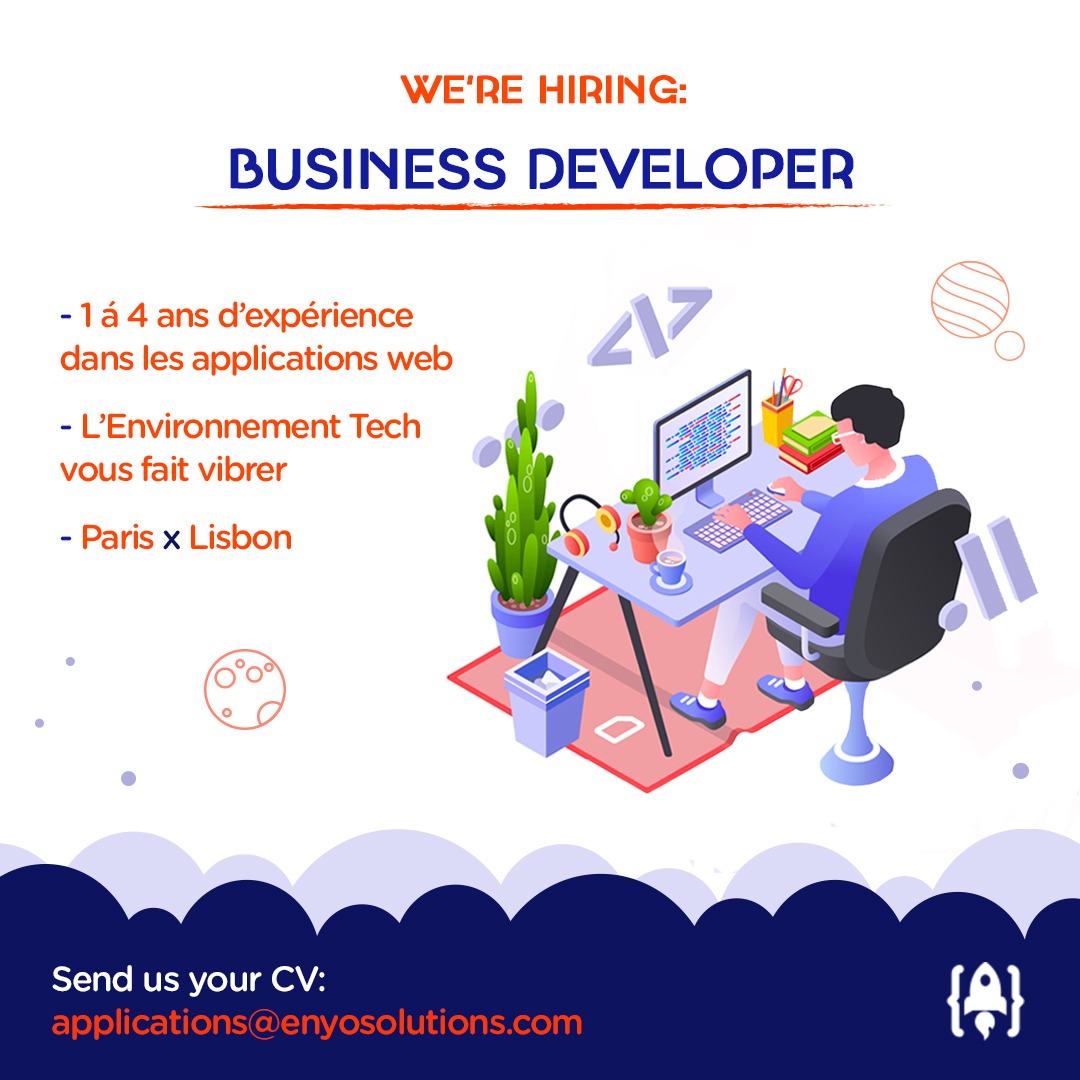 WE'RE HIRING:
BUSINESS DEVELOPER
- 1 á 4 ans d'expérience
dans les applications web
- L'Environnement Tech
vous fait vibrer
- Paris x Lisbon
Send us your CV:
applications@enyosolutions.com